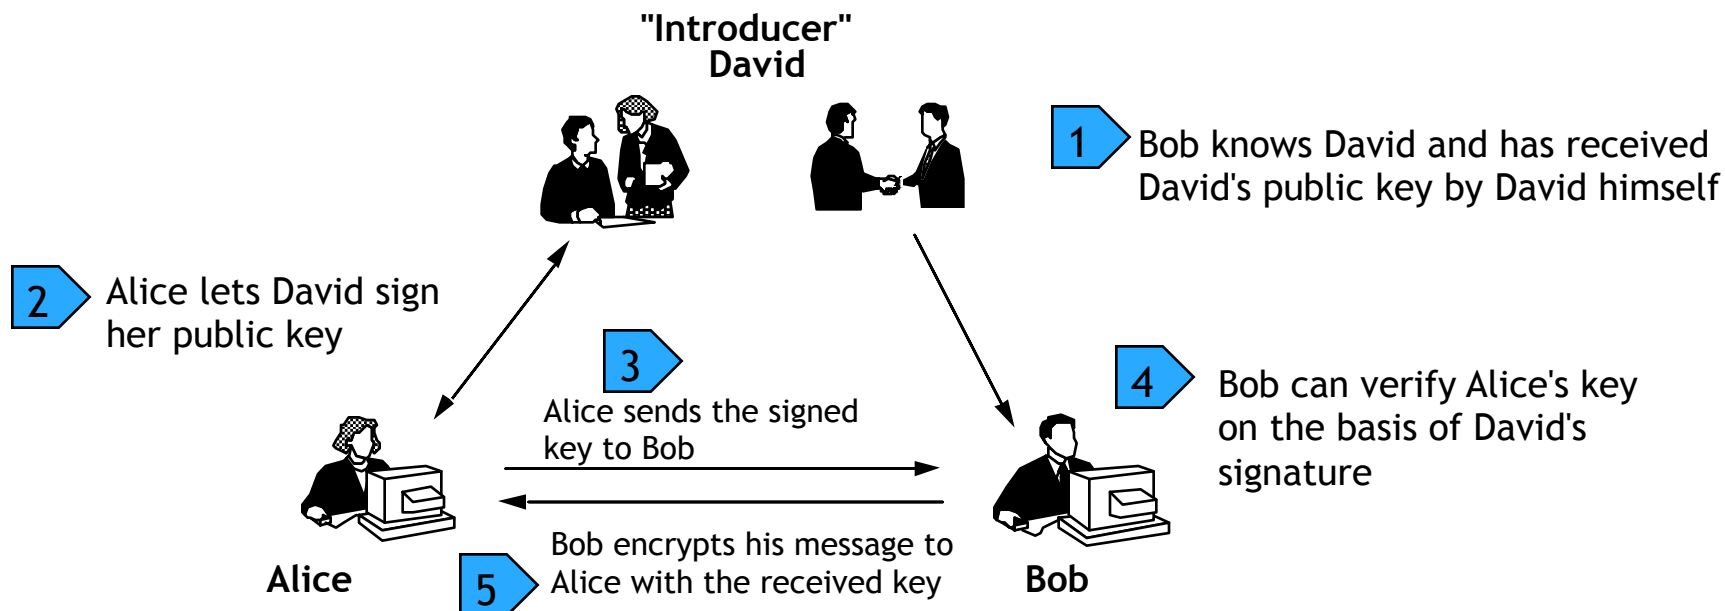 "Introducer"
David
1
Bob knows David and has received
David's public key by David himself
2
Alice lets David sign
her public key
3
Alice sends the signed
key to Bob
4
Bob can verify Alice's key
on the basis of David's
signature
5
Bob encrypts his message to
Alice with the received key
Alice
Bob